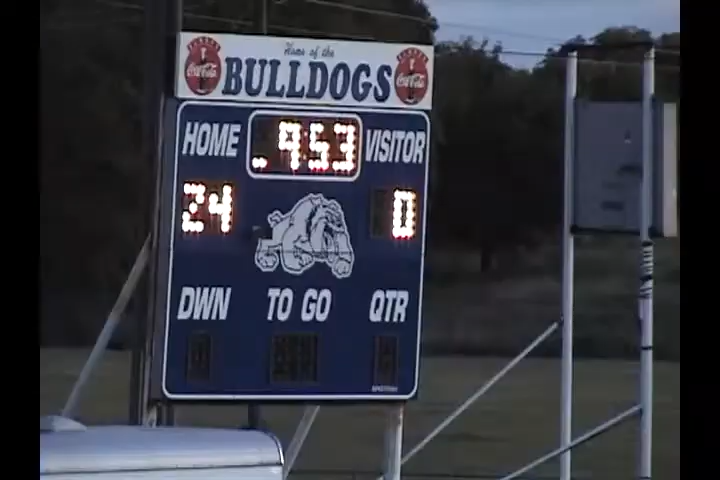 Home of the
Coca-Cola BULLDOGS Coca-Cola
HOME 9:53 VISITOR
24 0
DWN TO GO QTR